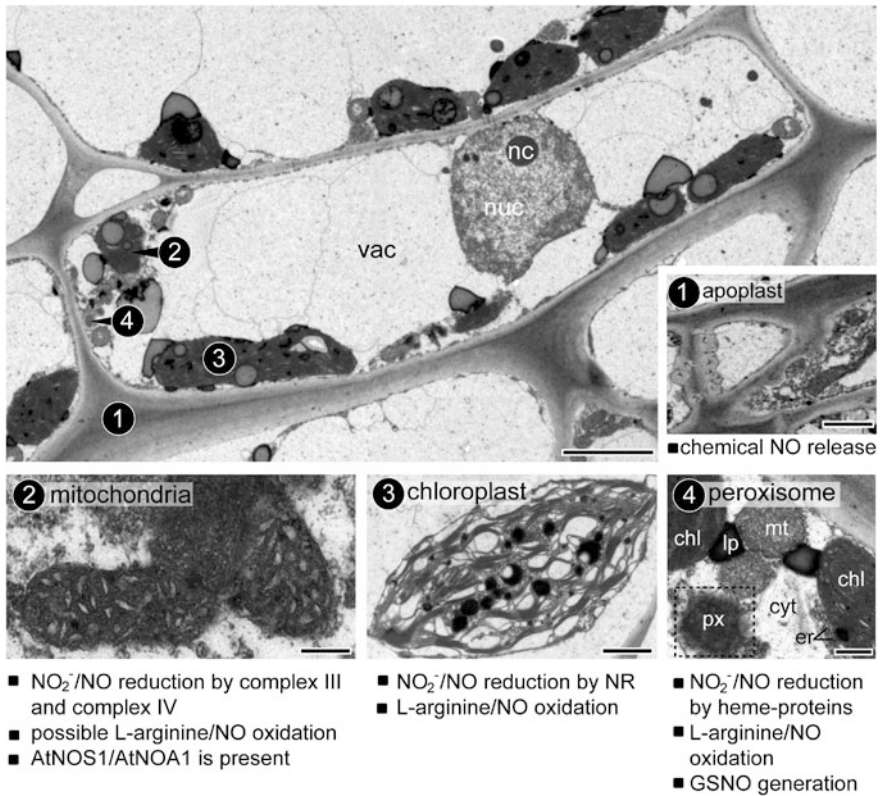 nc
nuc
vac
2
4
3
1
1 apoplast
■ chemical NO release
2 mitochondria
■ NO₂⁻/NO reduction by complex III
and complex IV
■ possible L-arginine/NO oxidation
■ AtNOS1/AtNOA1 is present
3 chloroplast
■ NO₂⁻/NO reduction by NR
■ L-arginine/NO oxidation
4 peroxisome
chl
lp
mt
chl
px
cyt
er
■ NO₂⁻/NO reduction
by heme-proteins
■ L-arginine/NO
oxidation
■ GSNO generation